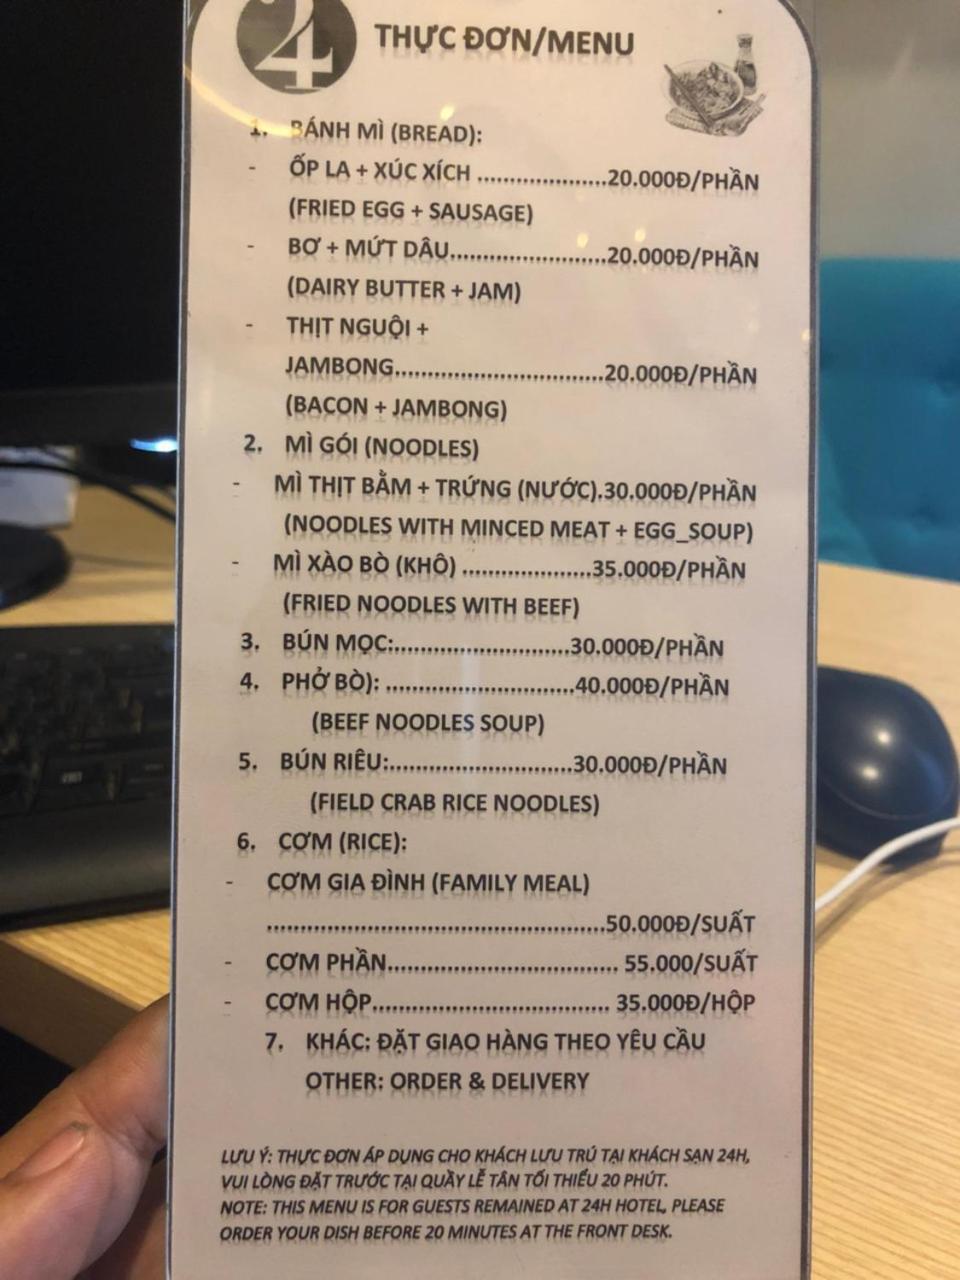 24
THỰC ĐƠN/MENU
1. BÁNH MÌ (BREAD):
- ỐP LA + XÚC XÍCH ....................20.000Đ/PHẦN
(FRIED EGG + SAUSAGE)
- BƠ + MỨT DÂU........................20.000Đ/PHẦN
(DAIRY BUTTER + JAM)
- THỊT NGUỘI +
JAMBONG................................20.000Đ/PHẦN
(BACON + JAMBONG)
2. MÌ GÓI (NOODLES)
- MÌ THỊT BẰM + TRỨNG (NƯỚC).30.000Đ/PHẦN
(NOODLES WITH MINCED MEAT + EGG_SOUP)
- MÌ XÀO BÒ (KHÔ) ....................35.000Đ/PHẦN
(FRIED NOODLES WITH BEEF)
3. BÚN MỌC:...........................30.000Đ/PHẦN
4. PHỞ BÒ): .............................40.000Đ/PHẦN
(BEEF NOODLES SOUP)
5. BÚN RIÊU:............................30.000Đ/PHẦN
(FIELD CRAB RICE NOODLES)
6. CƠM (RICE):
- CƠM GIA ĐÌNH (FAMILY MEAL)
....................................................50.000Đ/SUẤT
- CƠM PHẦN................................... 55.000/SUẤT
- CƠM HỘP.................................... 35.000Đ/HỘP
7. KHÁC: ĐẶT GIAO HÀNG THEO YÊU CẦU
OTHER: ORDER & DELIVERY
LƯU Ý: THỰC ĐƠN ÁP DỤNG CHO KHÁCH LƯU TRÚ TẠI KHÁCH SẠN 24H,
VUI LÒNG ĐẶT TRƯỚC TẠI QUẦY LỄ TÂN TỐI THIỂU 20 PHÚT.
NOTE: THIS MENU IS FOR GUESTS REMAINED AT 24H HOTEL, PLEASE
ORDER YOUR DISH BEFORE 20 MINUTES AT THE FRONT DESK.